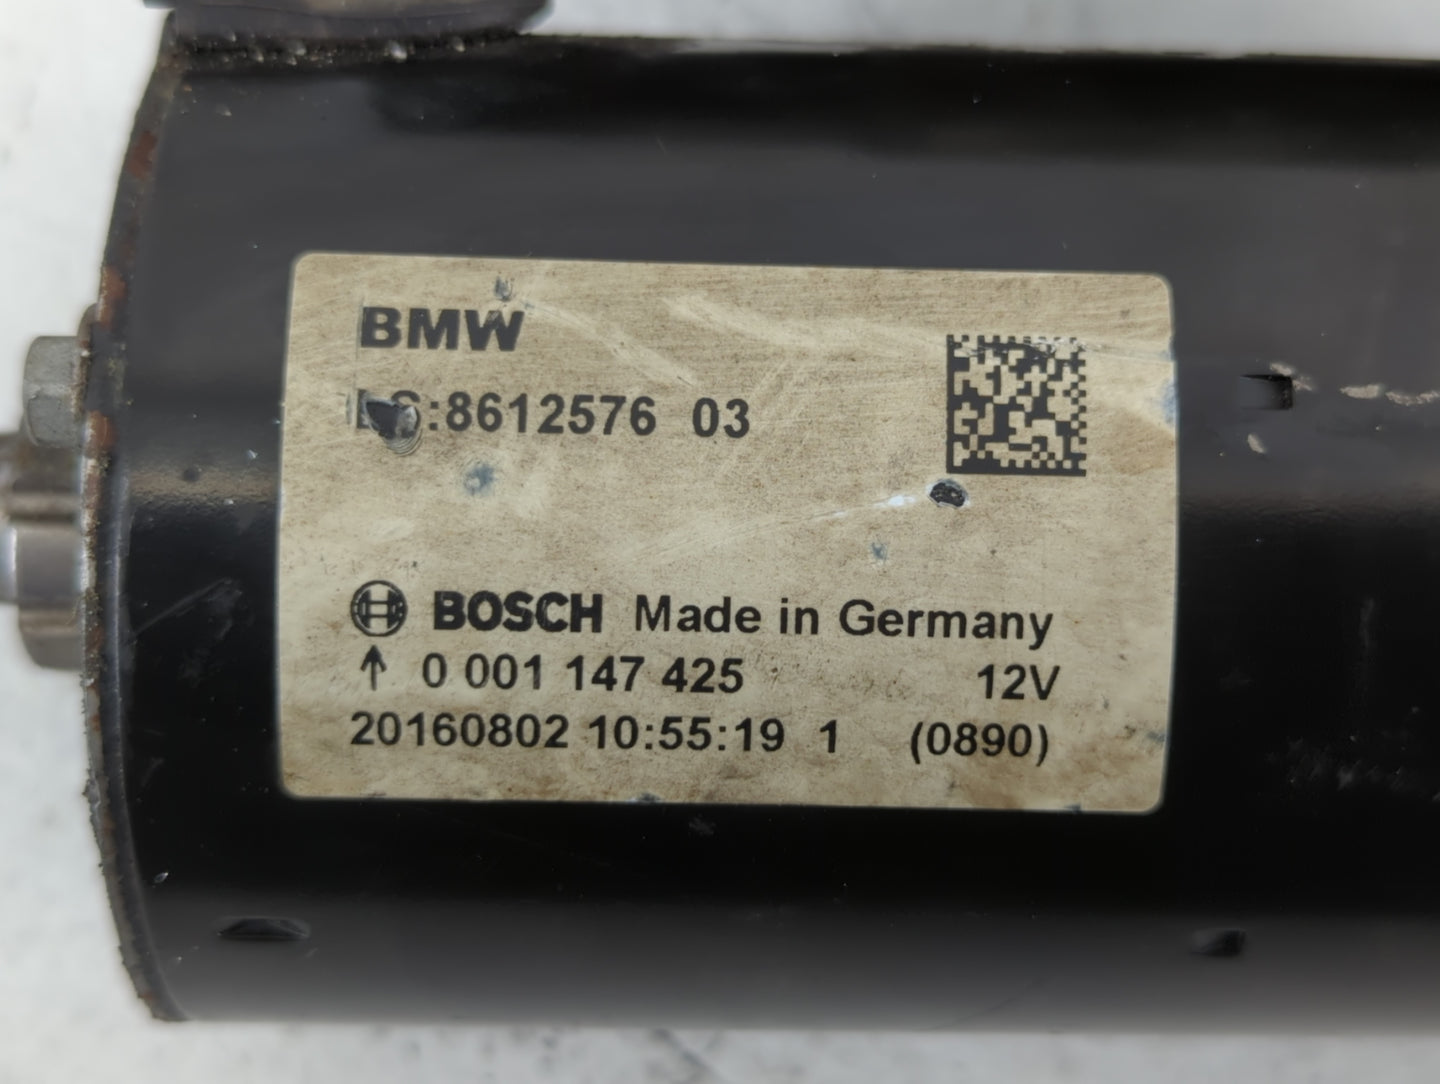 BMW
:8612576 03
BOSCH Made in Germany
↑ 0 001 147 425 12V
20160802 10:55:19 1 (0890)